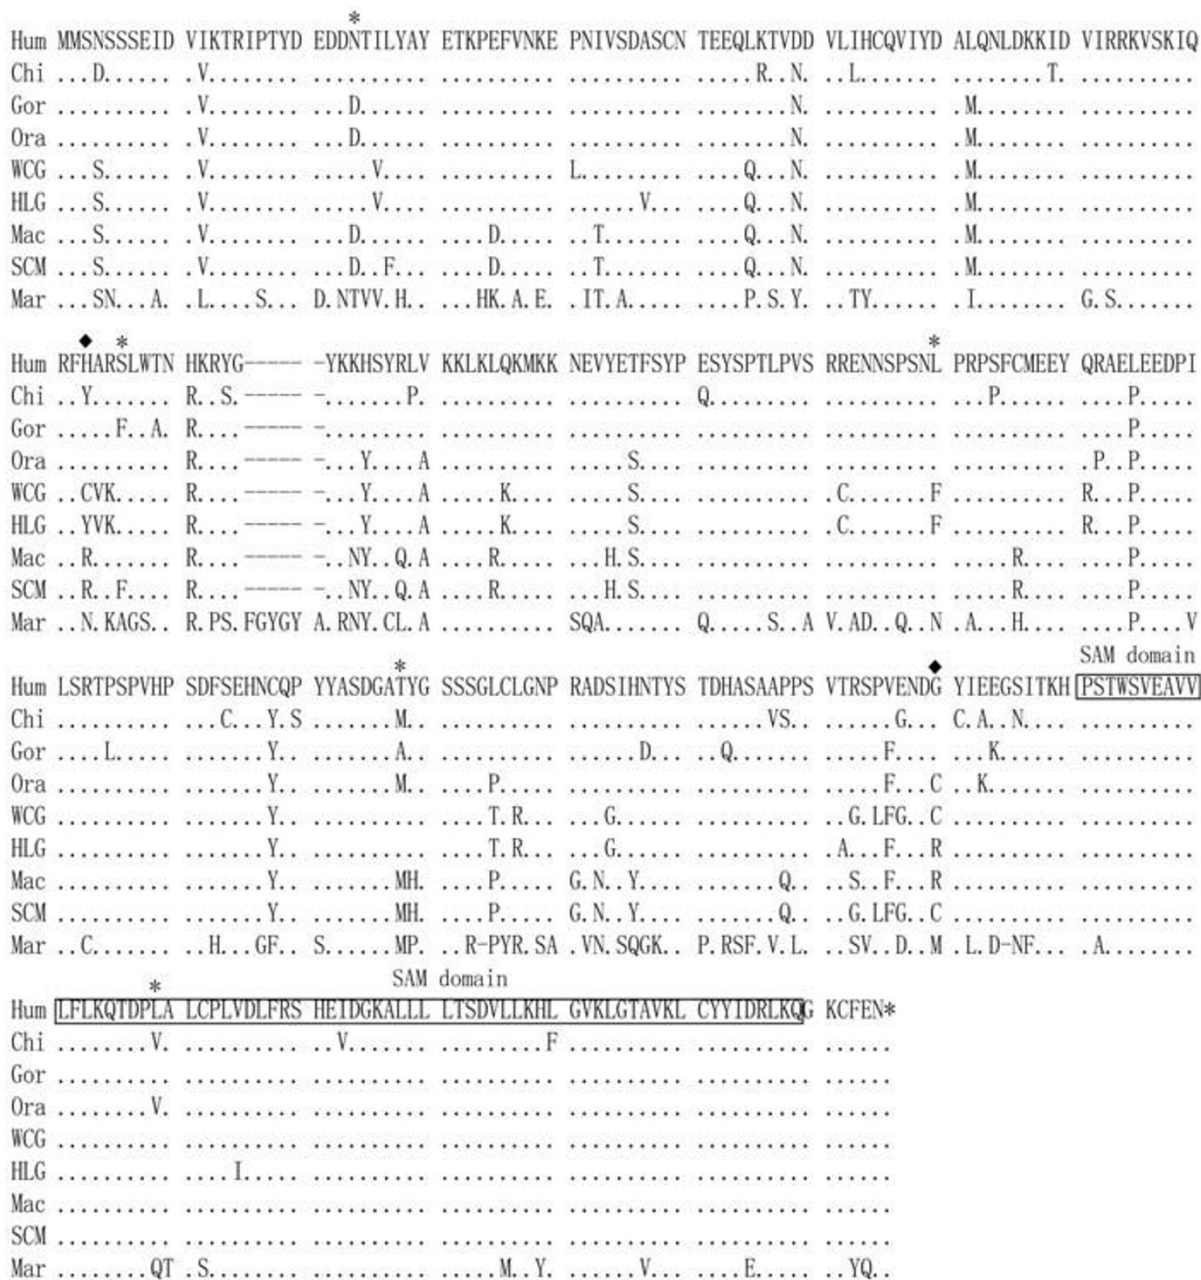 *
Hum MMSNSSSEID VIKTRIPTYD EDDNTILYAY ETKPEFVNKE PNIVSDASCN TEEQLKTVDD VLIHCQVIYD ALQNLDKKID VIRRKVSKIQ
Chi ...D...... .V........ .......... .......... .......... .....R..N. ..L....... ........T. ..........
Gor .......... .V........ ...D...... .......... .......... ........N. .......... .M........ ..........
Ora .......... .V........ ...D...... .......... .......... ........N. .......... .M........ ..........
WCG ...S...... .V........ .....V.... .......... L......... ....Q...N. .......... .M........ ..........
HLG ...S...... .V........ .....V.... .......... ......V... ....Q...N. .......... .M........ ..........
Mac ...S...... .V........ ...D...... ....D..... ..T....... ....Q...N. .......... .M........ ..........
SCM ...S...... .V........ ...D..F... ....D..... ..T....... ....Q...N. .......... .M........ ..........
Mar ...SN...A. .L....S... D.NTVV.H.. ...HK.A.E. .IT.A..... ....P.S.Y. ..TY...... .I........ G.S.......
◆ * *
Hum RFHARSLWTN HKRYG----- -YKKHSYRLV KKLKLQKMKK NEVYETFSYP ESYSPTLPVS RRENNSPSNL PRPSFCMEEY QRAELEEDPI
Chi ..Y....... R..S.----- -.......P. .......... .......... Q......... .......... ....P..... ....P.....
Gor .....F..A. R....----- -......... .......... .......... .......... .......... .......... ....P.....
Ora .......... R....----- -...Y....A .......... .....S.... .......... .......... .......... .P..P.....
WCG ..CVK..... R....----- -...Y....A .....K.... .....S.... .......... .C.......F .......... R...P.....
HLG ..YVK..... R....----- -...Y....A .....K.... .....S.... .......... .C.......F .......... R...P.....
Mac ..R....... R....----- -..NY..Q.A ....R..... ...H.S.... .......... .......... .....R.... ....P.....
SCM ..R..F.... R....----- -..NY..Q.A ....R..... ...H.S.... .......... .......... .....R.... ....P.....
Mar ..N.KAGS.. R.PS.FGYGY A.RNY.CL.A .......... SQA....... Q.....S..A V.AD..Q..N .A...H.... ....P....V
* ◆ SAM domain
Hum LSRTPSPVHP SDFSEHNCQP YYASDGATYG SSSGLCLGNP RADSIHNTYS TDHASAAPPS VTRSPVENDG YIEEGSITKH PSTWSVEAVV
Chi .......... ...C...Y.S .......M.. .......... .......... ......VS.. .....G.... C.A..N.... ..........
Gor ....L..... .......Y.. .......A.. .......... ......D... ..Q....... ....F..... ...K...... ..........
Ora .......... .......Y.. .......M.. ....P..... .......... .......... ....F...C ..K....... ..........
WCG .......... .......Y.. .......... ....T.R... ...G...... .......... ..G.LFG..C .......... ..........
HLG .......... .......Y.. .......... ....T.R... ...G...... .......... .A...F...R .......... ..........
Mac .......... .......Y.. .......MH. ....P..... G.N..Y.... .......Q.. ..S..F...R .......... ..........
SCM .......... .......Y.. .......MH. ....P..... G.N..Y.... .......Q.. ..G.LFG..C .......... ..........
Mar ..C....... ...H...GF.. S......MP. ..R-PYR.SA .VN.SQGK.. P.RSF.V.L. ..SV..D..M .L.D-NF... .A........
* SAM domain
Hum LFLKQTDPLA LCPLVDLFRS HEIDGKALLL LTSDVLLKHL GVKLGTAVKL CYYIDRLKQG KCFEN*
Chi ........V. .......... ..V....... .........F .......... .......... ......
Gor .......... .......... .......... .......... .......... .......... ......
Ora ........V. .......... .......... .......... .......... .......... ......
WCG .......... .......... .......... .......... .......... .......... ......
HLG .......... ....I..... .......... .......... .......... .......... ......
Mac .......... .......... .......... .......... .......... .......... ......
SCM .......... .......... .......... .......... .......... .......... ......
Mar ........QT .S........ .......... .....M..Y. ......V... ....E..... ..YQ..